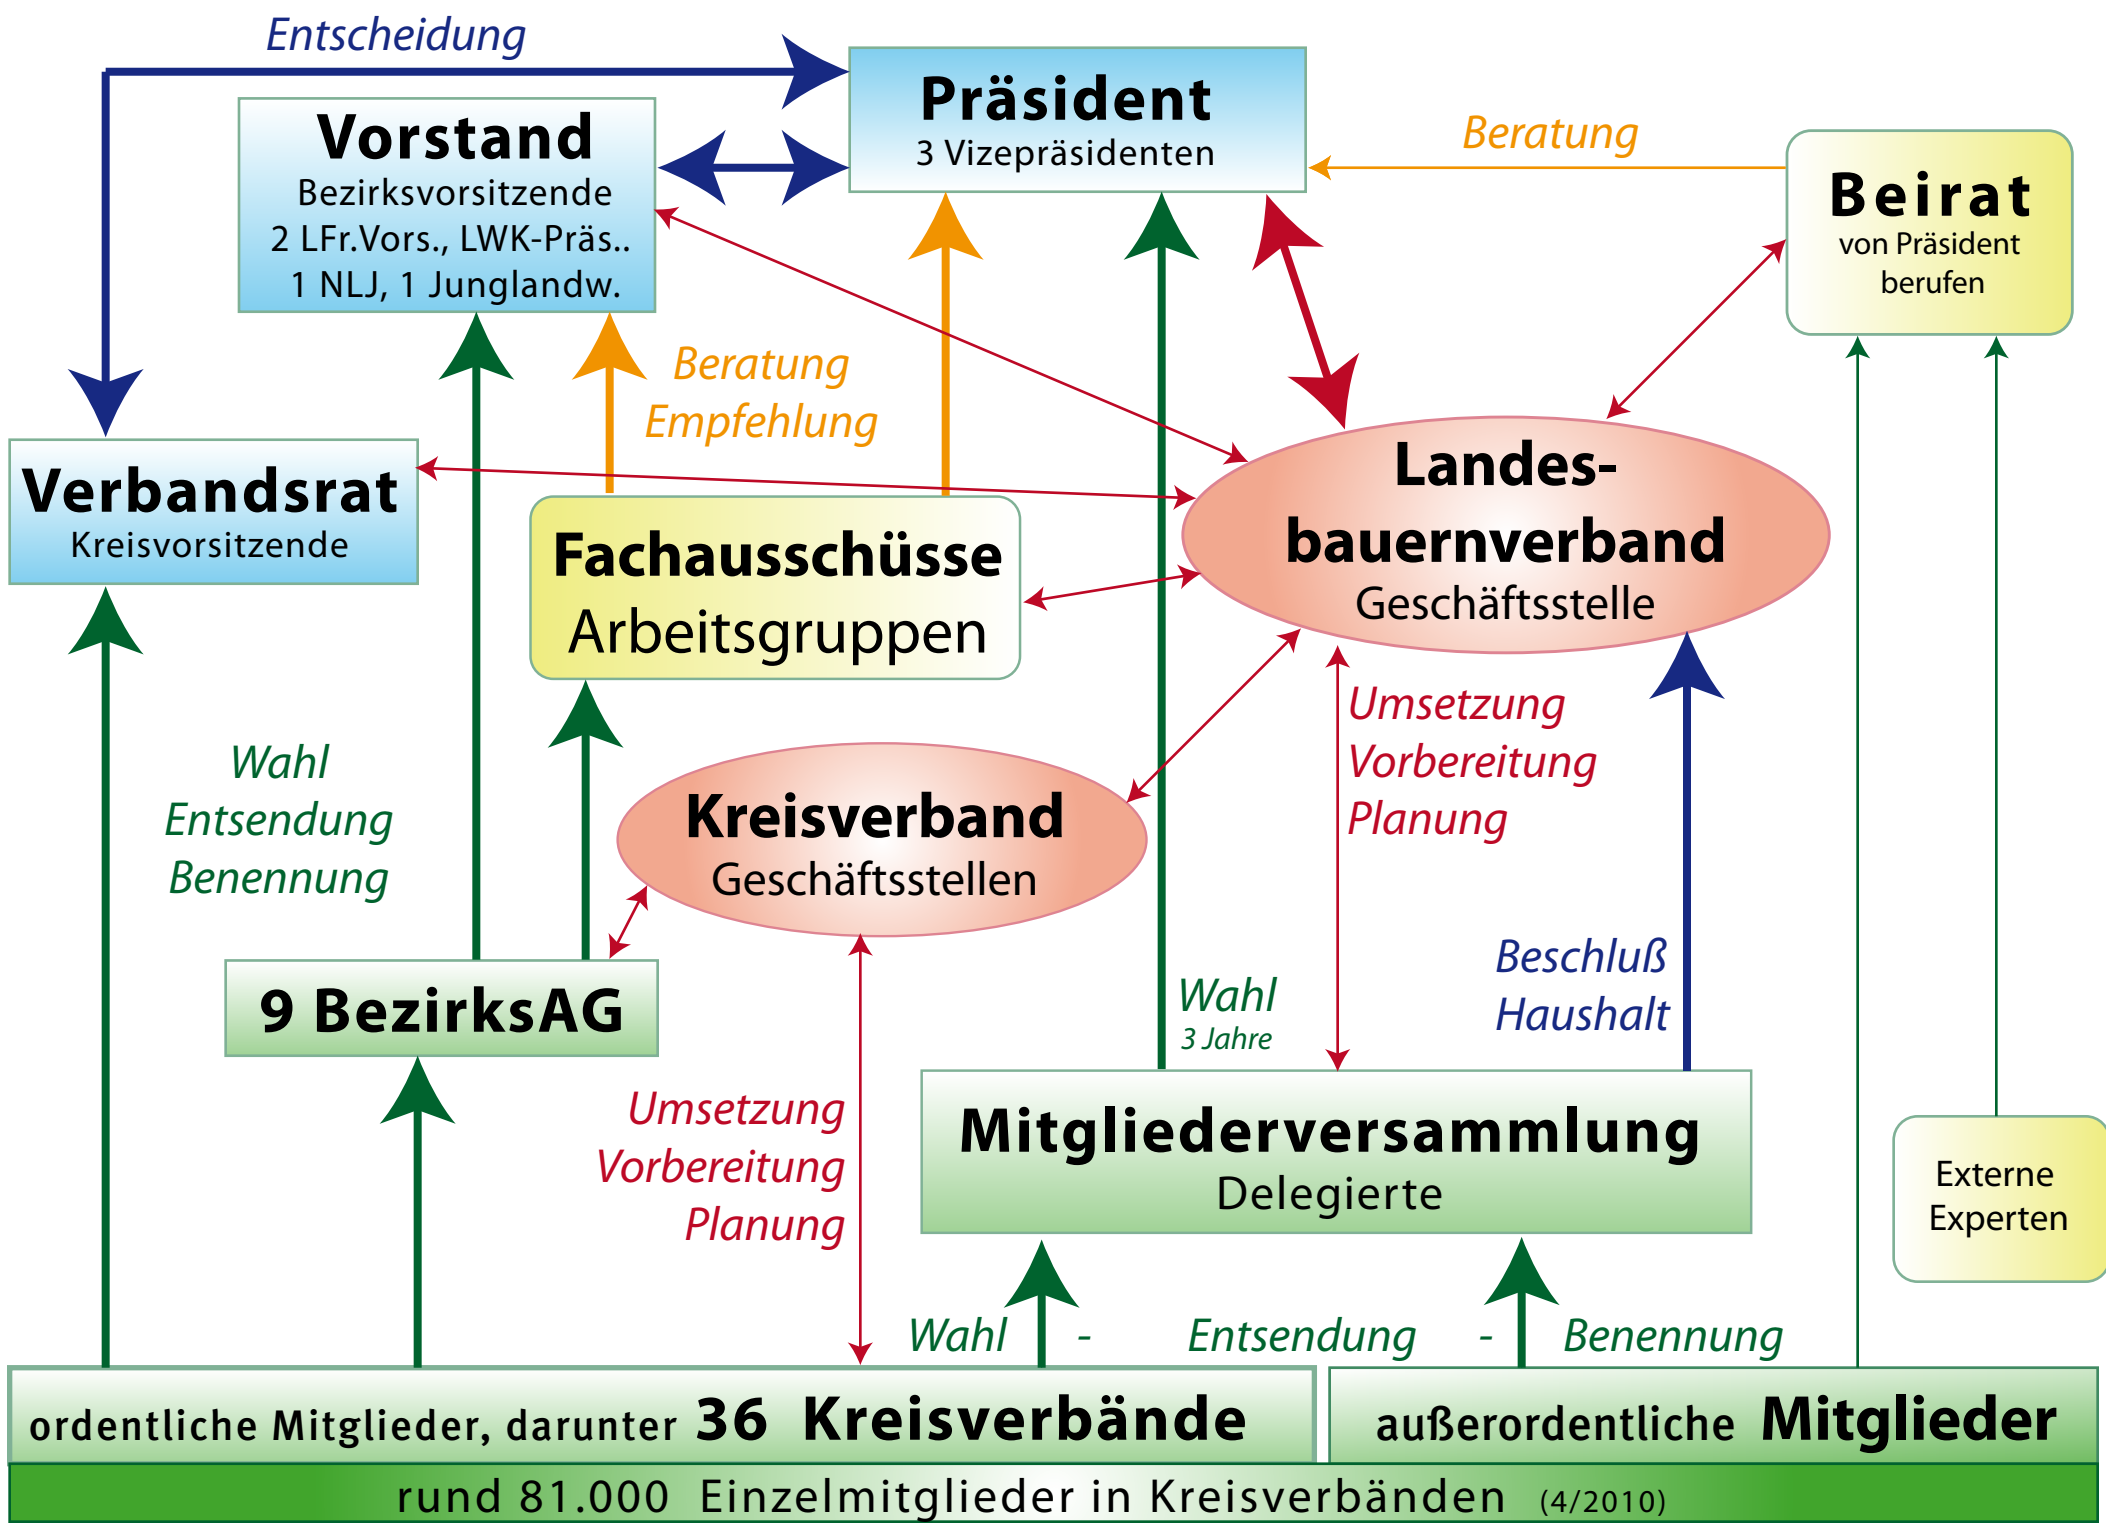 Entscheidung
Präsident
3 Vizepräsidenten
Vorstand
Bezirksvorsitzende
2 LFr.Vors., LWK-Präs..
1 NLJ, 1 Junglandw.
Beratung
Beirat
von Präsident
berufen
Beratung
Empfehlung
Verbandsrat
Kreisvorsitzende
Landes-
bauernverband
Geschäftsstelle
Fachausschüsse
Arbeitsgruppen
Umsetzung
Vorbereitung
Planung
Wahl
Entsendung
Benennung
Kreisverband
Geschäftsstellen
Beschluß
Haushalt
9 BezirksAG
Wahl
3 Jahre
Umsetzung
Vorbereitung
Planung
Mitgliederversammlung
Delegierte
Externe
Experten
Wahl - Entsendung - Benennung
ordentliche Mitglieder, darunter 36 Kreisverbände
außerordentliche Mitglieder
rund 81.000 Einzelmitglieder in Kreisverbänden (4/2010)